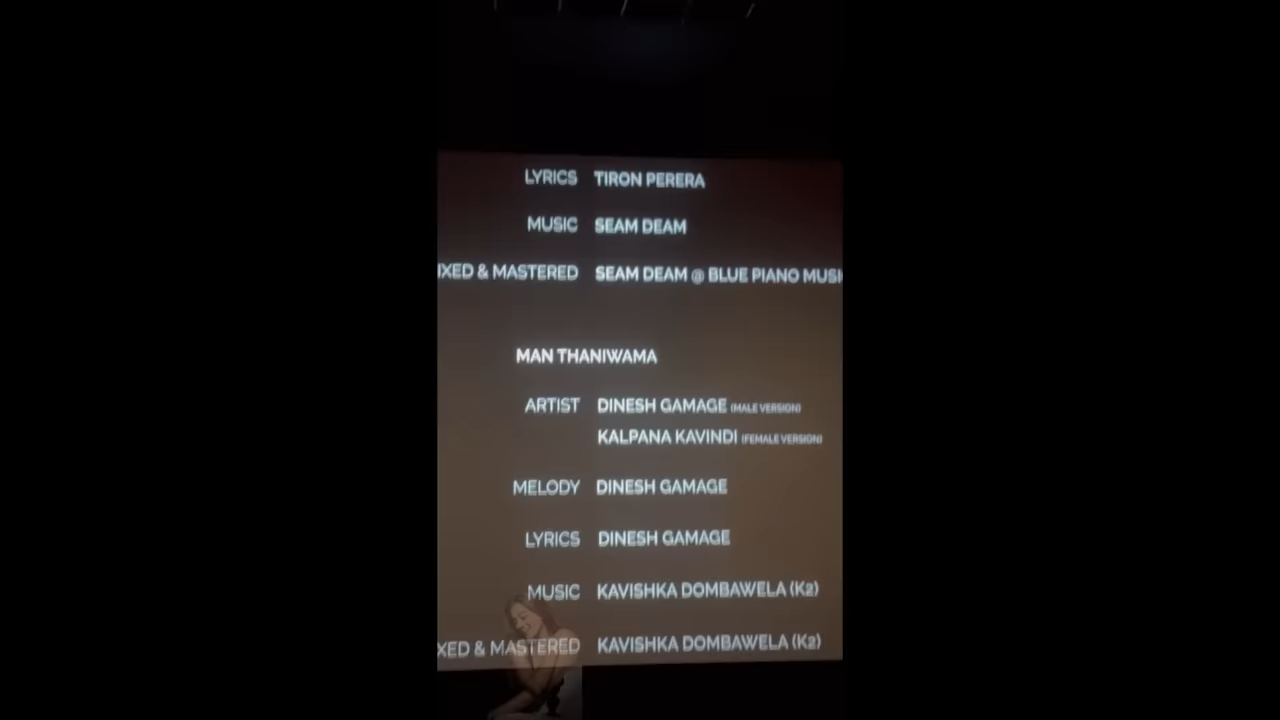 LYRICS TIRON PERERA
MUSIC SEAM DEAM
IXED & MASTERED SEAM DEAM @ BLUE PIANO MUSI
MAN THANIWAMA
ARTIST DINESH GAMAGE (MALE VERSION)
KALPANA KAVINDI (FEMALE VERSION)
MELODY DINESH GAMAGE
LYRICS DINESH GAMAGE
MUSIC KAVISHKA DOMBAWELA (K2)
XED & MASTERED KAVISHKA DOMBAWELA (K2)